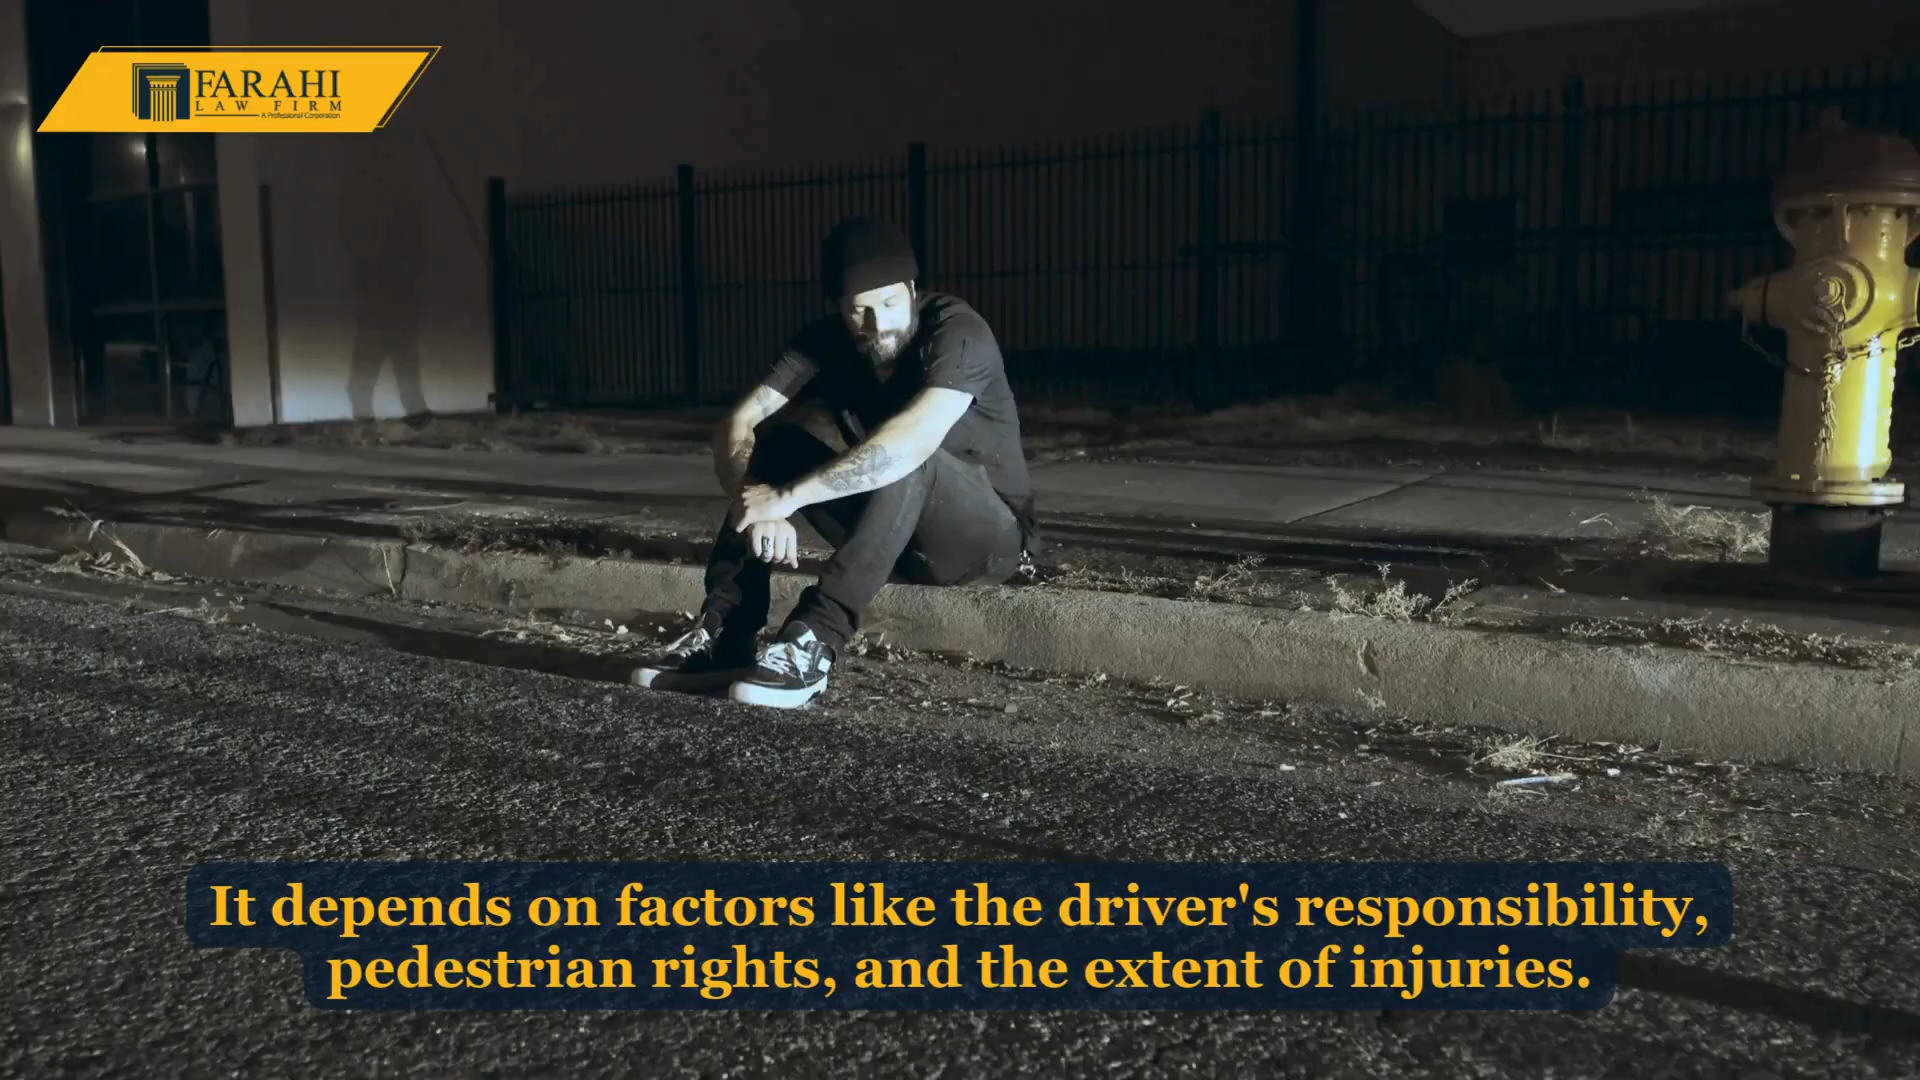 FARAHI
LAW FIRM
A Professional Corporation
It depends on factors like the driver's responsibility,
pedestrian rights, and the extent of injuries.